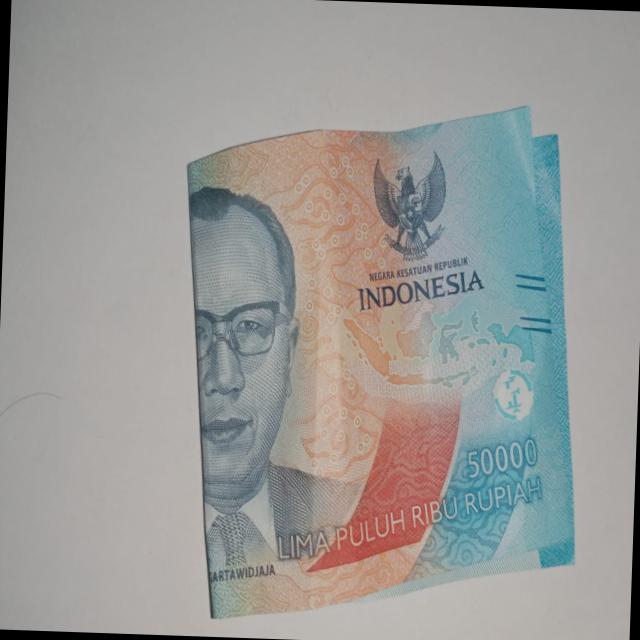 NEGARA KESATUAN REPUBLIK
INDONESIA
50000
LIMA PULUH RIBU RUPIAH
ARTAWIDJAJA